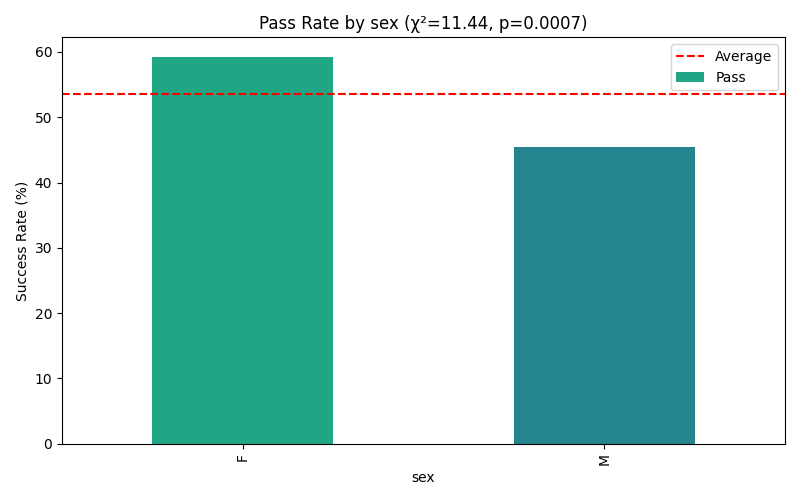 Pass Rate by sex (χ²=11.44, p=0.0007)
Average
Pass
Success Rate (%)
60
50
40
30
20
10
0
F
M
sex